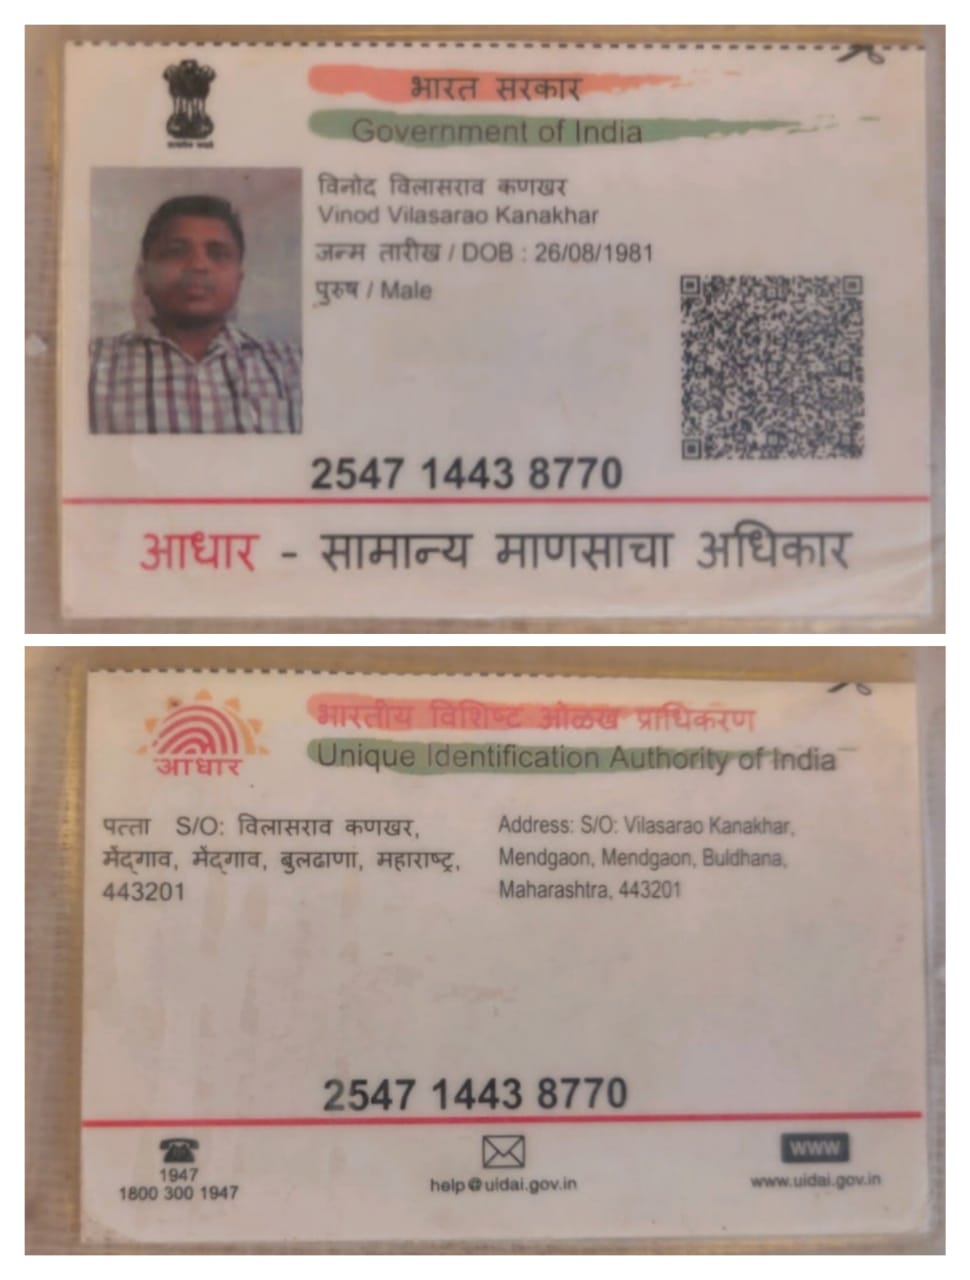 भारत सरकार
Government of India
विनोद विलासराव कणखर
Vinod Vilasarao Kanakhar
जन्म तारीख / DOB : 26/08/1981
पुरुष / Male
2547 1443 8770
आधार - सामान्य माणसाचा अधिकार
भारतीय विशिष्ट ओळख प्राधिकरण
Unique Identification Authority of India
आधार
पत्ता S/O: विलासराव कणखर,
मेंद्गाव, मेंद्गाव, बुलढाणा, महाराष्ट्र,
443201
Address: S/O: Vilasarao Kanakhar,
Mendgaon, Mendgaon, Buldhana,
Maharashtra, 443201
2547 1443 8770
1947
1800 300 1947
help@uidai.gov.in
www
www.uidai.gov.in